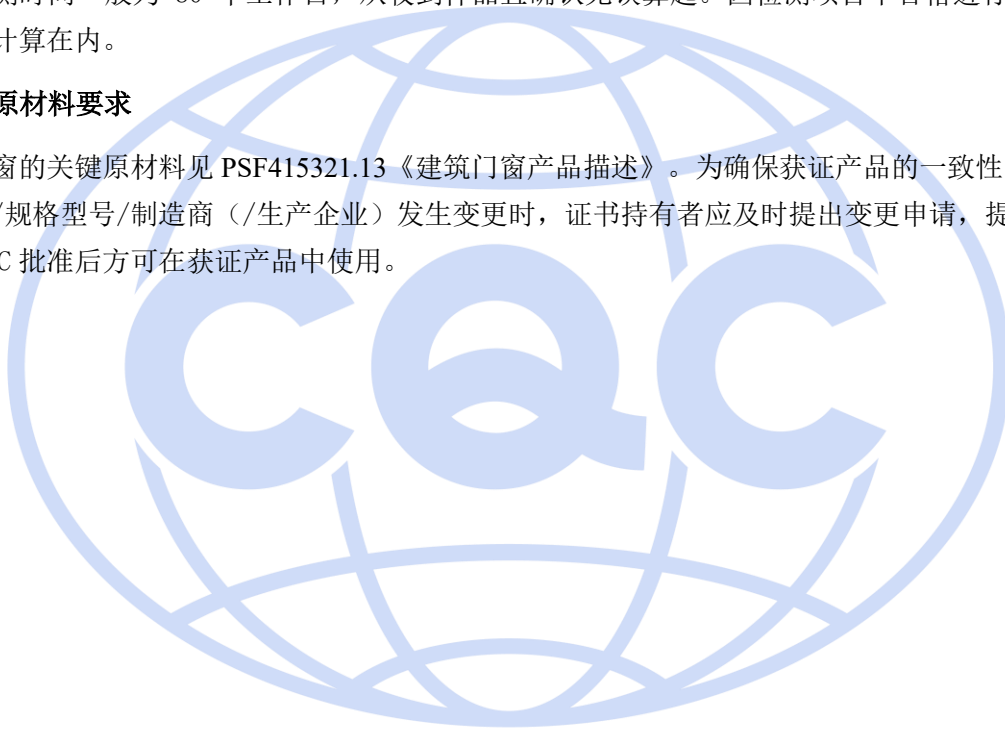 计算在内。
原材料要求
窗的关键原材料见 PSF415321.13《建筑门窗产品描述》。为确保获证产品的一致性
/规格型号/制造商（/生产企业）发生变更时，证书持有者应及时提出变更申请，提
C 批准后方可在获证产品中使用。
CQC